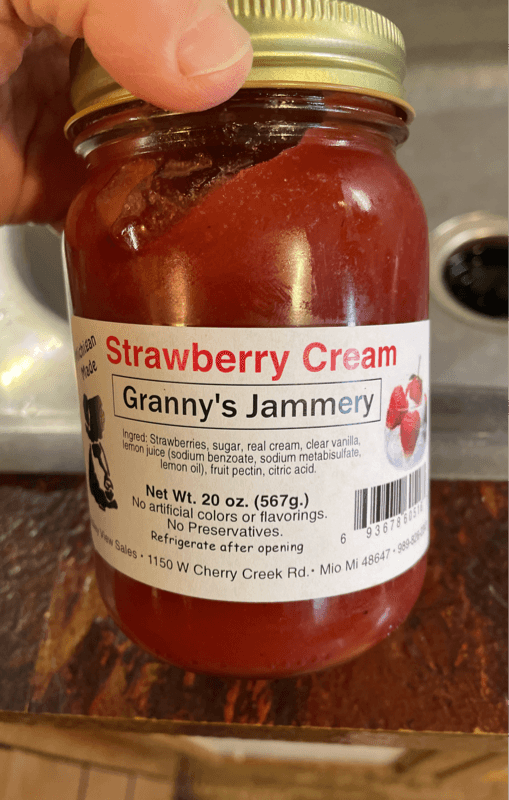 Made
Strawberry Cream
Granny's Jammery
Ingred: Strawberries, sugar, real cream, clear vanilla,
lemon juice (sodium benzoate, sodium metabisulfate,
lemon oil), fruit pectin, citric acid.
Net Wt. 20 oz. (567g.)
No artificial colors or flavorings.
No Preservatives.
Refrigerate after opening
View Sales • 1150 W Cherry Creek Rd. • Mio Mi 48647 •